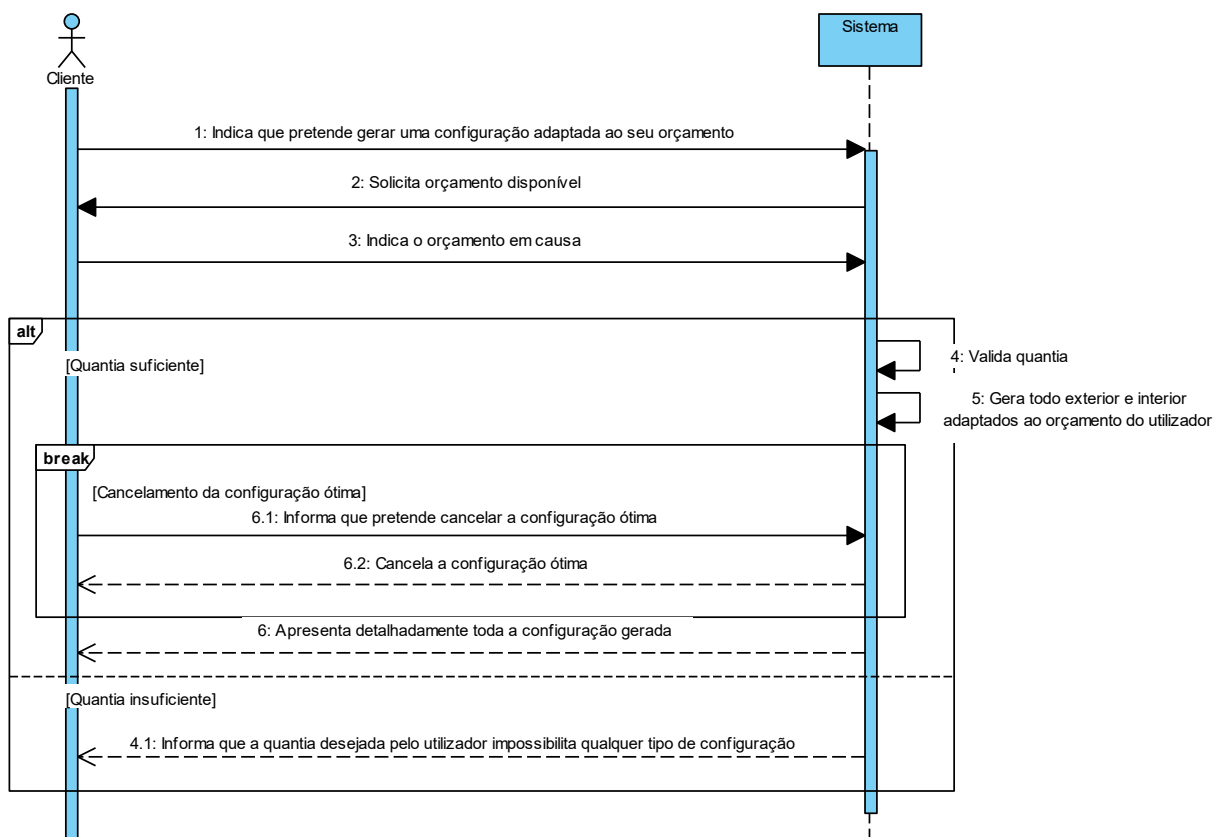 Sistema
Cliente
1: Indica que pretende gerar uma configuração adaptada ao seu orçamento
2: Solicita orçamento disponível
3: Indica o orçamento em causa
alt
[Quantia suficiente]
4: Valida quantia
5: Gera todo exterior e interior
adaptados ao orçamento do utilizador
break
[Cancelamento da configuração ótima]
6.1: Informa que pretende cancelar a configuração ótima
6.2: Cancela a configuração ótima
6: Apresenta detalhadamente toda a configuração gerada
[Quantia insuficiente]
4.1: Informa que a quantia desejada pelo utilizador impossibilita qualquer tipo de configuração